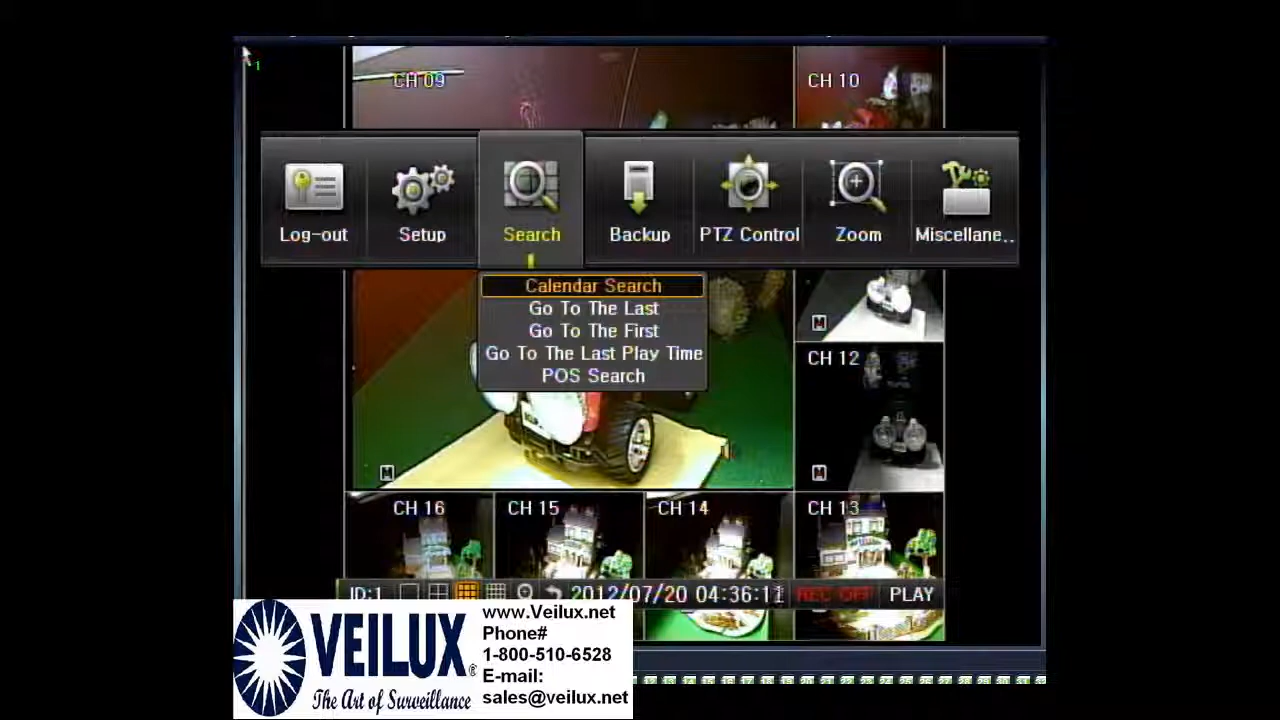 1
CH 09
CH 10
Log-out
Setup
Search
Backup
PTZ Control
Zoom
Miscellane..
Calendar Search
Go To The Last
Go To The First
Go To The Last Play Time
POS Search
M
M
CH 12
M
M
CH 16
CH 15
CH 14
CH 13
ID:1
2012/07/20 04:36:11
REC OFF
PLAY
VEILUX®
The Art of Surveillance
www.Veilux.net
Phone#
1-800-510-6528
E-mail:
sales@veilux.net